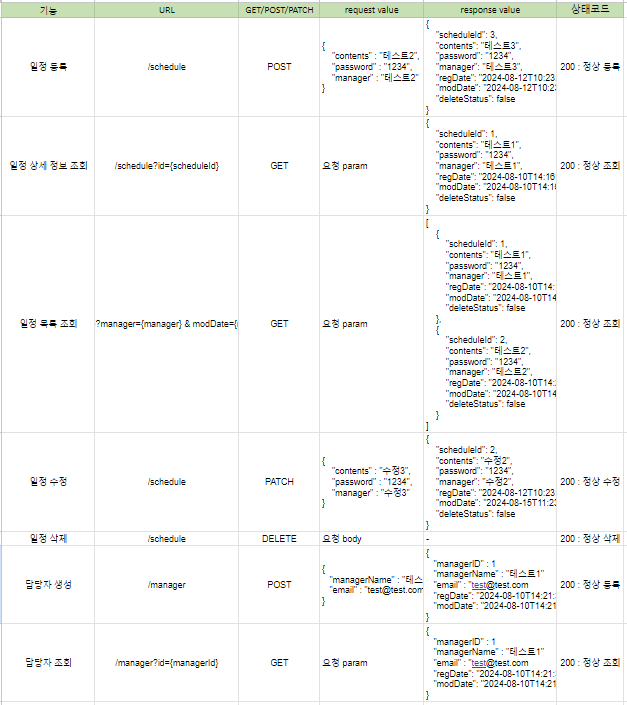 기능 URL GET/POST/PATCH request value response value 상태코드
일정 등록 /schedule POST
{
"contents" : "테스트2",
"password" : "1234",
"manager" : "테스트2"
}
{
"scheduleId": 3,
"contents": "테스트3",
"password": "1234",
"manager": "테스트3",
"regDate": "2024-08-12T10:23
"modDate": "2024-08-12T10:23
"deleteStatus": false
}
200 : 정상 등록
일정 상세 정보 조회 /schedule?id={scheduleId} GET 요청 param
{
"scheduleId": 1,
"contents": "테스트1",
"password": "1234",
"manager": "테스트1",
"regDate": "2024-08-10T14:16
"modDate": "2024-08-10T14:16
"deleteStatus": false
}
200 : 정상 조회
일정 목록 조회 ?manager={manager} & modDate={ GET 요청 param
[
{
"scheduleId": 1,
"contents": "테스트1",
"password": "1234",
"manager": "테스트1",
"regDate": "2024-08-10T14:
"modDate": "2024-08-10T14
"deleteStatus": false
},
{
"scheduleId": 2,
"contents": "테스트2",
"password": "1234",
"manager": "테스트2",
"regDate": "2024-08-10T14:
"modDate": "2024-08-10T14
"deleteStatus": false
}
]
200 : 정상 조회
일정 수정 /schedule PATCH
{
"contents" : "수정3",
"password" : "1234",
"manager" : "수정3"
}
{
"scheduleId": 2,
"contents": "수정2",
"password": "1234",
"manager": "수정2",
"regDate": "2024-08-12T10:23
"modDate": "2024-08-15T11:23
"deleteStatus": false
}
200 : 정상 수정
일정 삭제 /schedule DELETE 요청 body - 200 : 정상 삭제
담당자 생성 /manager POST
{
"managerName" : "테스
"email" : "test@test.com
}
{
"managerID" : 1
"managerName" : "테스트1"
"email" : "test@test.com
"regDate": "2024-08-10T14:21:
"modDate": "2024-08-10T14:21
}
200 : 정상 등록
담당자 조회 /manager?id={managerId} GET 요청 param
{
"managerID" : 1
"managerName" : "테스트1"
"email" : "test@test.com
"regDate": "2024-08-10T14:21:
"modDate": "2024-08-10T14:21
}
200 : 정상 조회